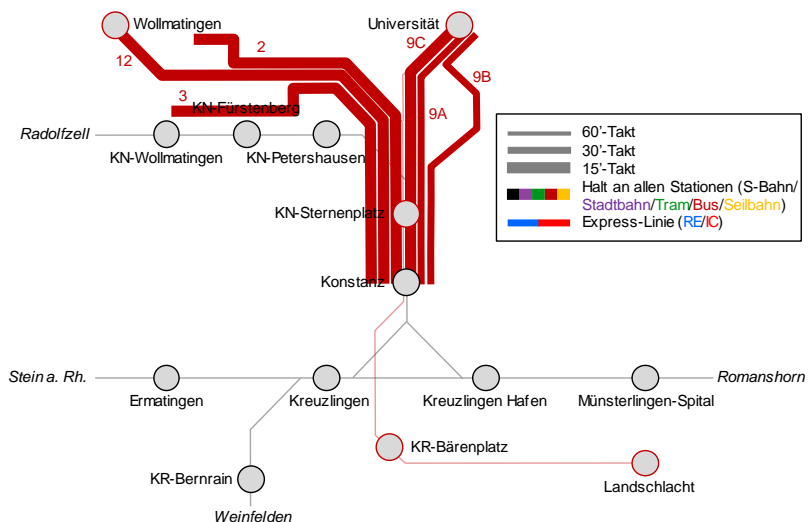 Wollmatingen
Universität
2
9C
12
9B
3
KN-Fürstenberg
9A
Radolfzell
KN-Wollmatingen
KN-Petershausen
60'-Takt
30'-Takt
15'-Takt
Halt an allen Stationen (S-Bahn/
Stadtbahn/Tram/Bus/Seilbahn)
Express-Linie (RE/IC)
KN-Sternenplatz
Konstanz
Stein a. Rh.
Romanshorn
Ermatingen
Kreuzlingen
Kreuzlingen Hafen
Münsterlingen-Spital
KR-Bärenplatz
KR-Bernrain
Landschlacht
Weinfelden